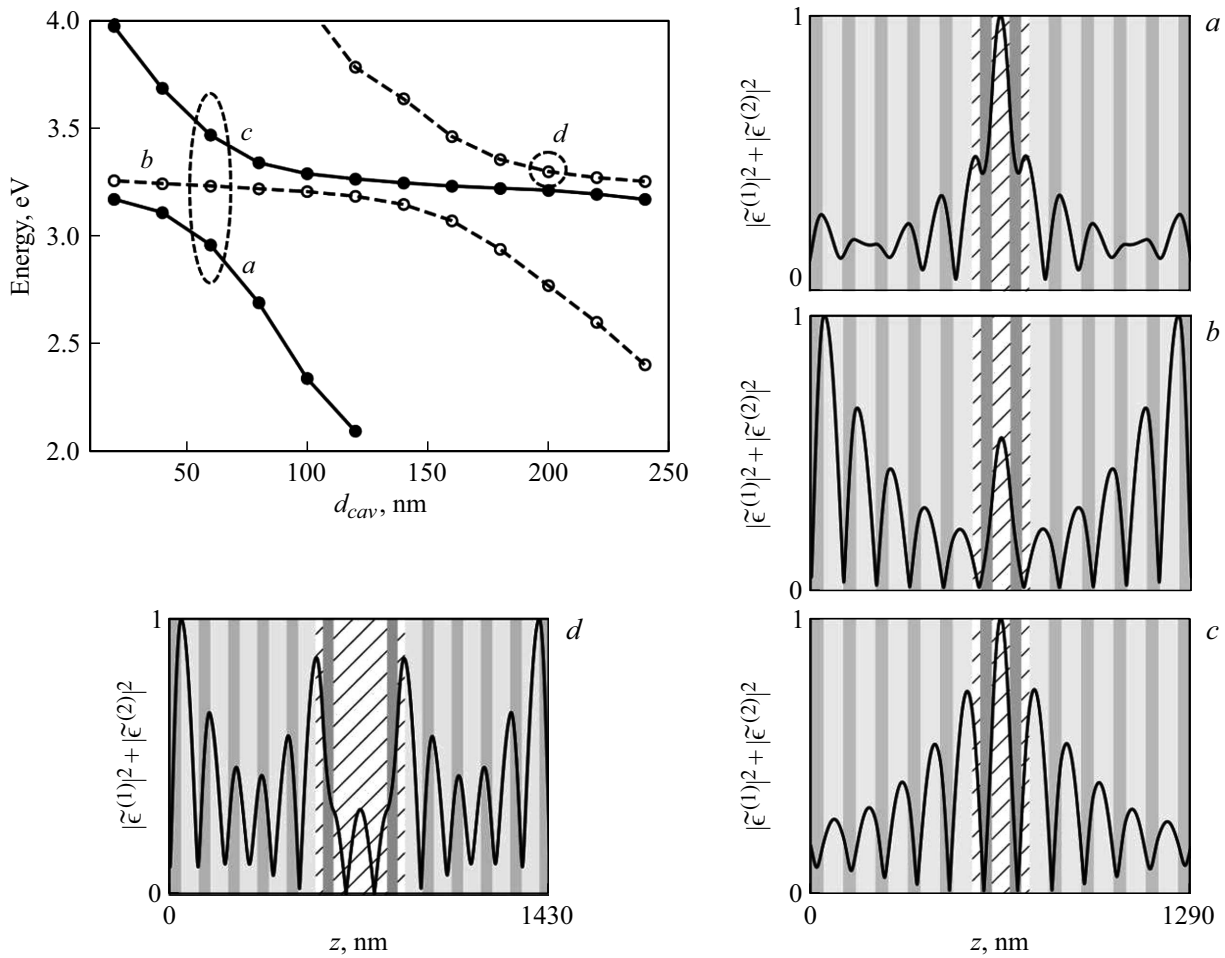 4.0
3.5
3.0
2.5
2.0
Energy, eV
b
c
a
d
50
100
150
200
250
d_cav, nm
a
1
0
|ε̃^(1)|^2 + |ε̃^(2)|^2
b
1
0
|ε̃^(1)|^2 + |ε̃^(2)|^2
d
1
0
|ε̃^(1)|^2 + |ε̃^(2)|^2
0
1430
z, nm
c
1
0
|ε̃^(1)|^2 + |ε̃^(2)|^2
0
1290
z, nm